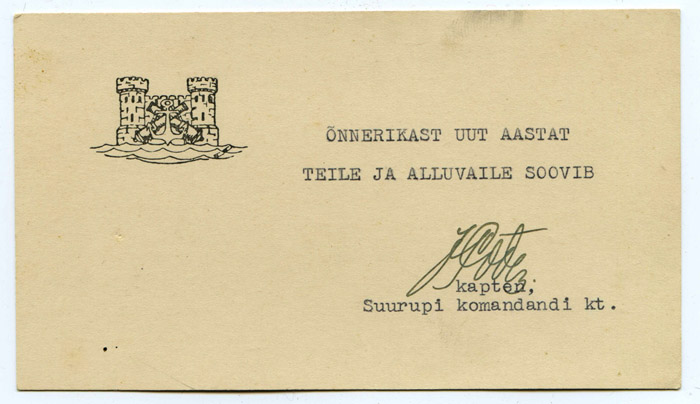 ÕNNERIKAST UUT AASTAT
TEILE JA ALLUVAILE SOOVIB
kapten,
Suurupi komandandi kt.